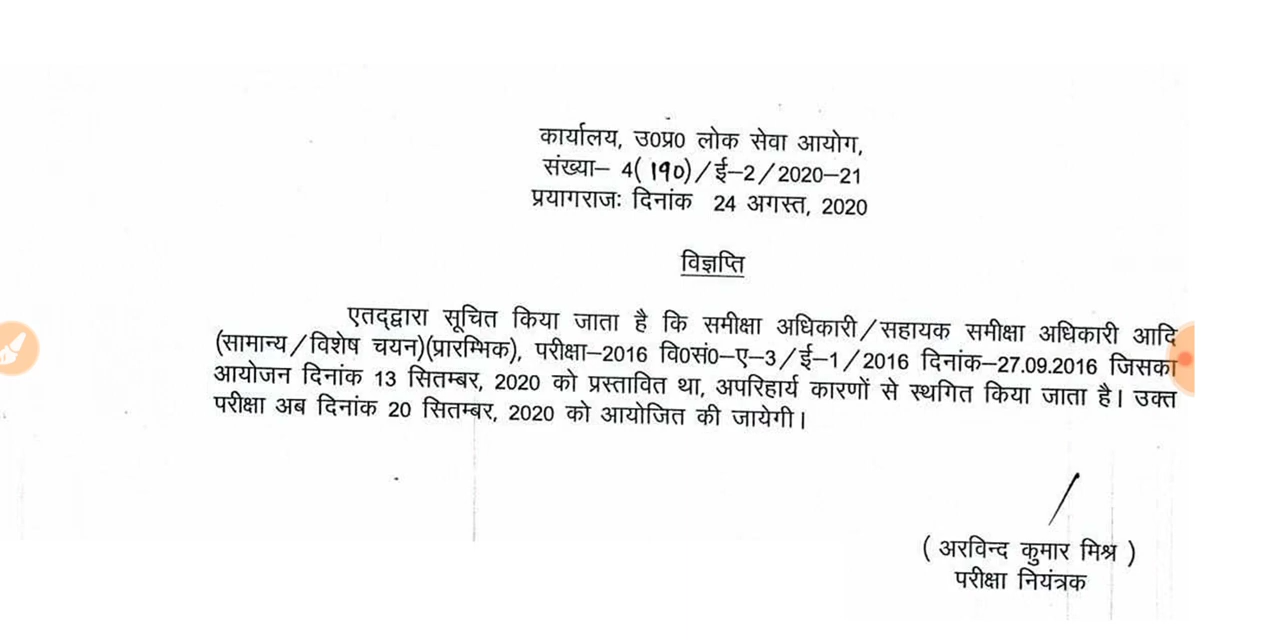 कार्यालय, उ0प्र0 लोक सेवा आयोग,
संख्या– 4(190)/ई–2/2020–21
प्रयागराजः दिनांक 24 अगस्त, 2020
विज्ञप्ति
एतद्द्वारा सूचित किया जाता है कि समीक्षा अधिकारी/सहायक समीक्षा अधिकारी आदि
(सामान्य/विशेष चयन)(प्रारम्भिक), परीक्षा–2016 वि0सं0–ए–3/ई–1/2016 दिनांक–27.09.2016 जिसका
आयोजन दिनांक 13 सितम्बर, 2020 को प्रस्तावित था, अपरिहार्य कारणों से स्थगित किया जाता है। उक्त
परीक्षा अब दिनांक 20 सितम्बर, 2020 को आयोजित की जायेगी।
( अरविन्द कुमार मिश्र )
परीक्षा नियंत्रक